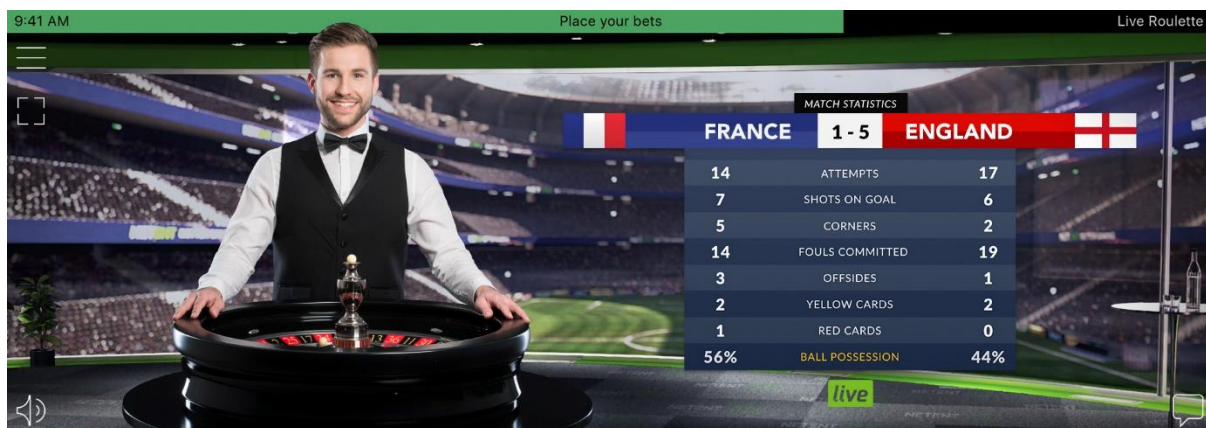 9:41 AM Place your bets Live Roulette
MATCH STATISTICS
FRANCE 1 - 5 ENGLAND
14 ATTEMPTS 17
7 SHOTS ON GOAL 6
5 CORNERS 2
14 FOULS COMMITTED 19
3 OFFSIDES 1
2 YELLOW CARDS 2
1 RED CARDS 0
56% BALL POSSESSION 44%
live